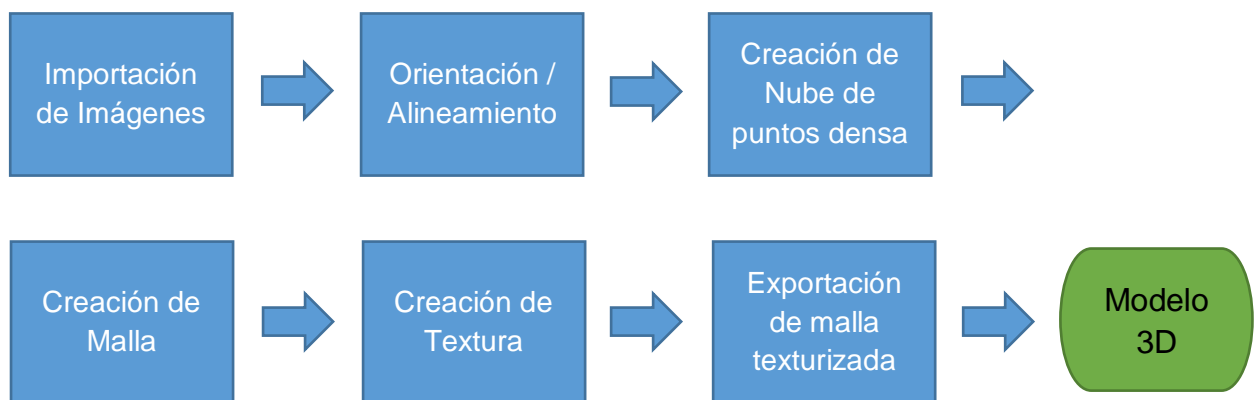 Importación
de Imágenes
Orientación /
Alineamiento
Creación de
Nube de
puntos densa
Creación de
Malla
Creación de
Textura
Exportación
de malla
texturizada
Modelo
3D